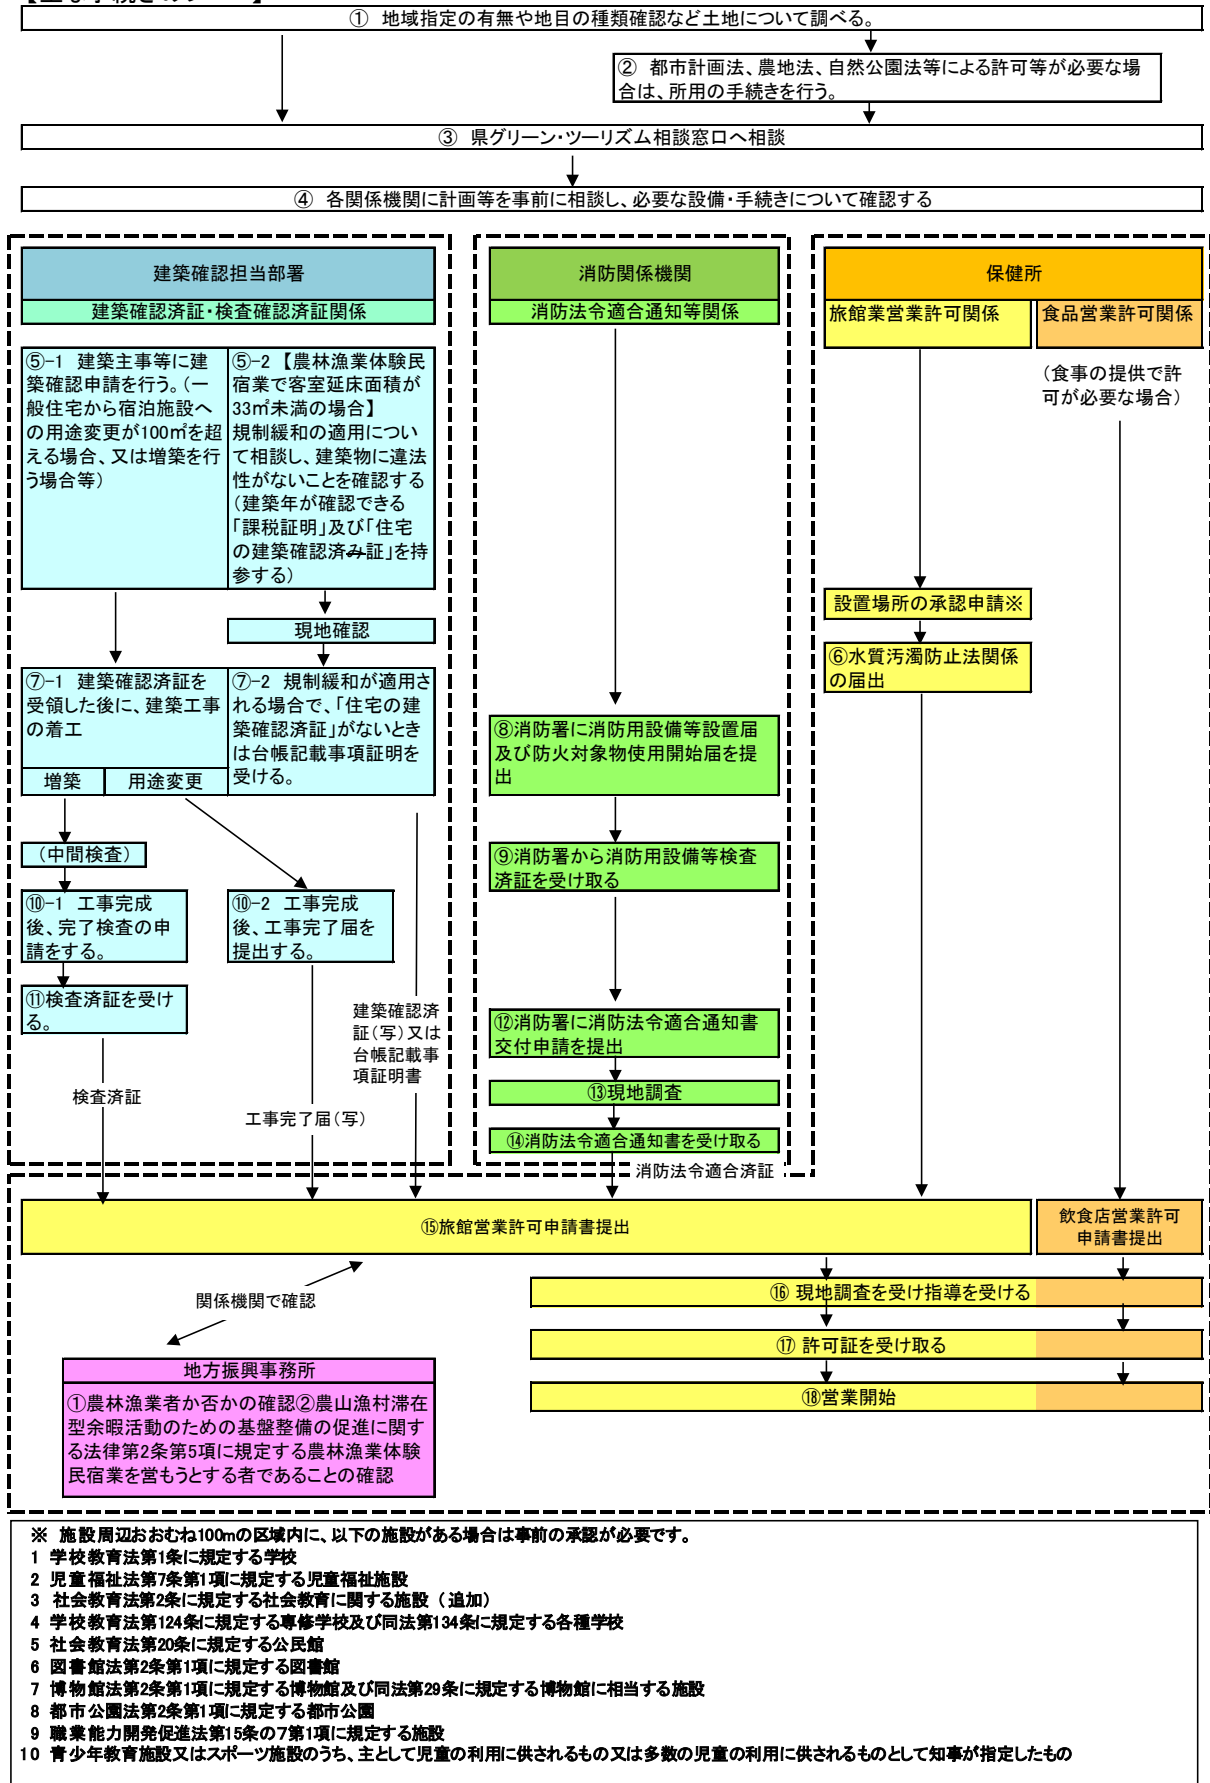 【主な手続きのフロー】
① 地域指定の有無や地目の種類確認など土地について調べる。
② 都市計画法、農地法、自然公園法等による許可等が必要な場
合は、所用の手続きを行う。
③ 県グリーン・ツーリズム相談窓口へ相談
④ 各関係機関に計画等を事前に相談し、必要な設備・手続きについて確認する
建築確認担当部署
建築確認済証・検査確認済証関係
⑤-1 建築主事等に建
築確認申請を行う。(一
般住宅から宿泊施設へ
の用途変更が100㎡を超
える場合、又は増築を行
う場合等)
⑤-2 【農林漁業体験民
宿業で客室延床面積が
33㎡未満の場合】
規制緩和の適用につい
て相談し、建築物に違法
性がないことを確認する
(建築年が確認できる
「課税証明」及び「住宅
の建築確認済み証」を持
参する)
現地確認
⑦-1 建築確認済証を
受領した後に、建築工事
の着工
増築
用途変更
⑦-2 規制緩和が適用さ
れる場合で、「住宅の建
築確認済証」がないとき
は台帳記載事項証明を
受ける。
(中間検査)
⑩-1 工事完成
後、完了検査の申
請をする。
⑩-2 工事完成
後、工事完了届を
提出する。
⑪検査済証を受け
る。
検査済証
工事完了届(写)
建築確認済
証(写)又は
台帳記載事
項証明書
消防関係機関
消防法令適合通知等関係
⑧消防署に消防用設備等設置届
及び防火対象物使用開始届を提
出
⑨消防署から消防用設備等検査
済証を受け取る
⑫消防署に消防法令適合通知書
交付申請を提出
⑬現地調査
⑭消防法令適合通知書を受け取る
消防法令適合済証
保健所
旅館業営業許可関係
食品営業許可関係
(食事の提供で許
可が必要な場合)
設置場所の承認申請※
⑥水質汚濁防止法関係
の届出
⑮旅館営業許可申請書提出
飲食店営業許可
申請書提出
関係機関で確認
⑯ 現地調査を受け指導を受ける
⑰ 許可証を受け取る
⑱営業開始
地方振興事務所
①農林漁業者か否かの確認②農山漁村滞在
型余暇活動のための基盤整備の促進に関す
る法律第2条第5項に規定する農林漁業体験
民宿業を営もうとする者であることの確認
※ 施設周辺おおむね100mの区域内に、以下の施設がある場合は事前の承認が必要です。
1 学校教育法第1条に規定する学校
2 児童福祉法第7条第1項に規定する児童福祉施設
3 社会教育法第2条に規定する社会教育に関する施設(追加)
4 学校教育法第124条に規定する専修学校及び同法第134条に規定する各種学校
5 社会教育法第20条に規定する公民館
6 図書館法第2条第1項に規定する図書館
7 博物館法第2条第1項に規定する博物館及び同法第29条に規定する博物館に相当する施設
8 都市公園法第2条第1項に規定する都市公園
9 職業能力開発促進法第15条の7第1項に規定する施設
10 青少年教育施設又はスポーツ施設のうち、主として児童の利用に供されるもの又は多数の児童の利用に供されるものとして知事が指定したもの